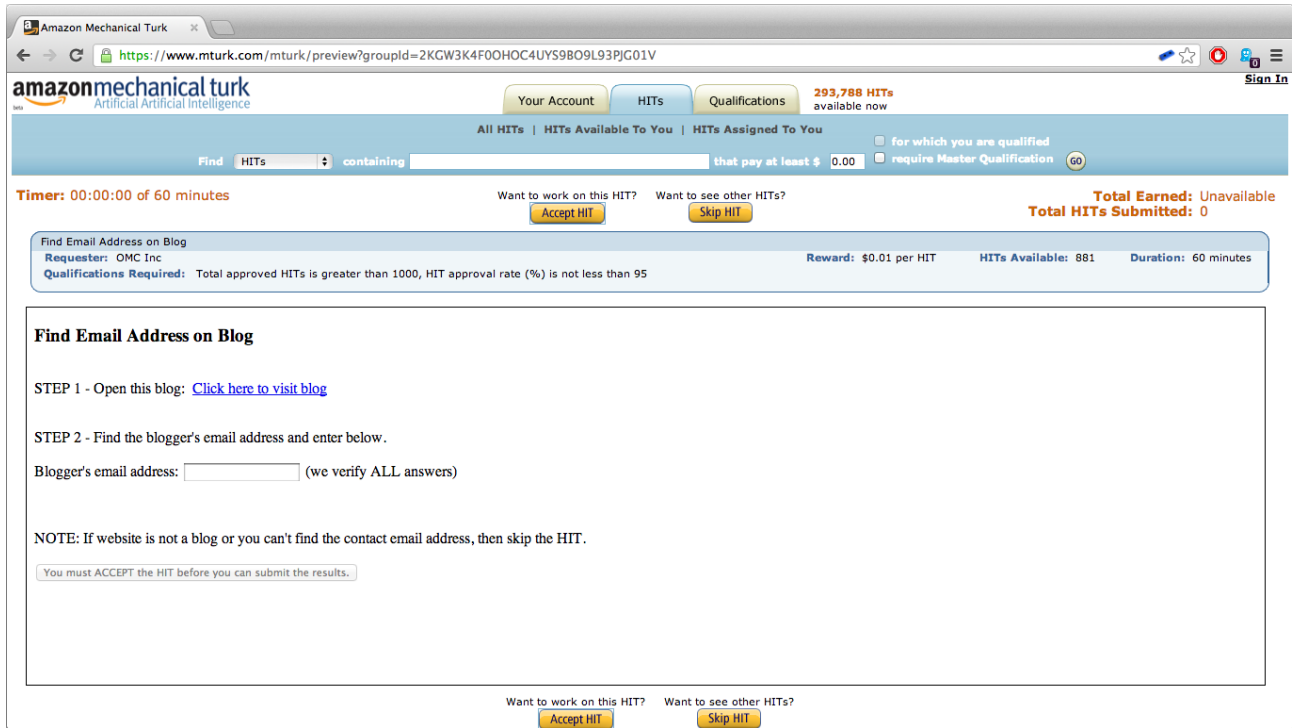 Amazon Mechanical Turk
https://www.mturk.com/mturk/preview?groupId=2KGW3K4F0OHOC4UYS9BO9L93PJG01V
0
Sign In
amazonmechanical turk
beta
Artificial Artificial Intelligence
Your Account HITs Qualifications 293,788 HITs
available now
All HITs | HITs Available To You | HITs Assigned To You
for which you are qualified
Find HITs containing that pay at least $ 0.00 require Master Qualification GO
Timer: 00:00:00 of 60 minutes Want to work on this HIT? Want to see other HITs? Total Earned: Unavailable
Accept HIT Skip HIT Total HITs Submitted: 0
Find Email Address on Blog
Requester: OMC Inc Reward: $0.01 per HIT HITs Available: 881 Duration: 60 minutes
Qualifications Required: Total approved HITs is greater than 1000, HIT approval rate (%) is not less than 95
Find Email Address on Blog
STEP 1 - Open this blog: Click here to visit blog
STEP 2 - Find the blogger's email address and enter below.
Blogger's email address: (we verify ALL answers)
NOTE: If website is not a blog or you can't find the contact email address, then skip the HIT.
You must ACCEPT the HIT before you can submit the results.
Want to work on this HIT? Want to see other HITs?
Accept HIT Skip HIT